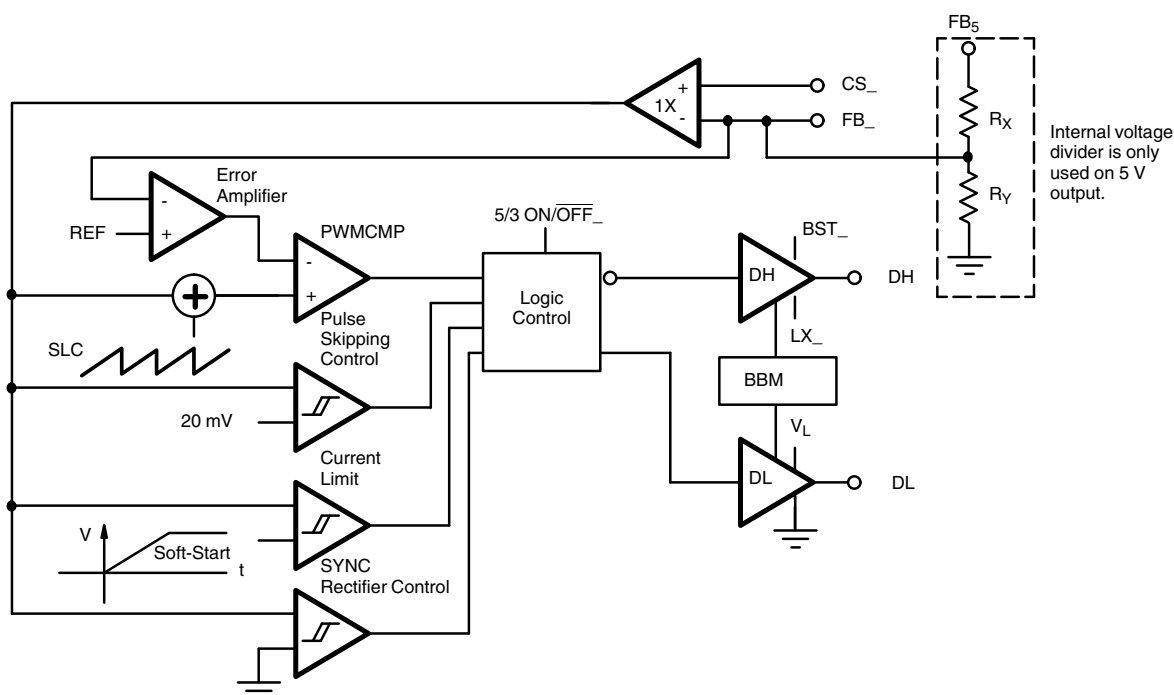 FB5
CS_
+
1X
-
FB_
RX
RY
Internal voltage
divider is only
used on 5 V
output.
Error
Amplifier
-
REF
+
5/3 ON/OFF_
PWMCMP
-
+
+
SLC
Logic
Control
DH
BST_
LX_
DH
Pulse
Skipping
Control
20 mV
BBM
VL
DL
DL
Current
Limit
V
Soft-Start
t
SYNC
Rectifier Control